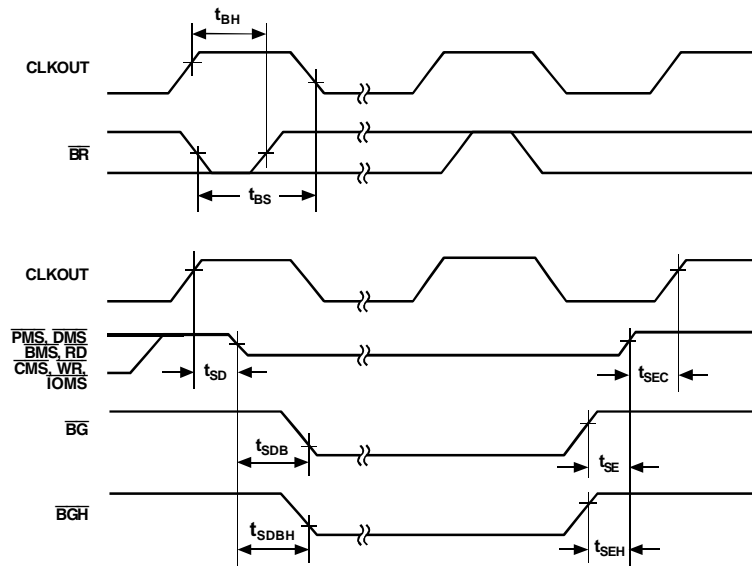 tBH
CLKOUT
BR
tBS
CLKOUT
PMS, DMS
BMS, RD
CMS, WR,
IOMS
tSD
tSEC
BG
tSDB
tSE
BGH
tSDBH
tSEH